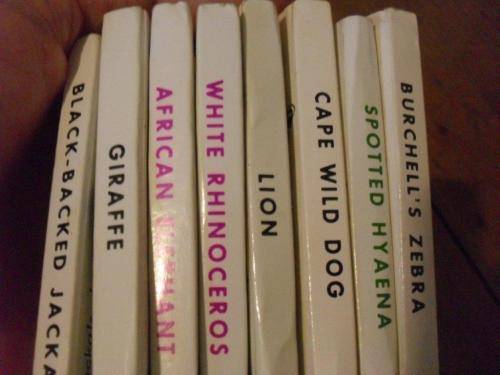 BLACK-BACKED JACKA
GIRAFFE
AFRICAN
WHITE RHINOCEROS
LION
CAPE WILD DOG
SPOTTED HYAENA
BURCHELL'S ZEBRA